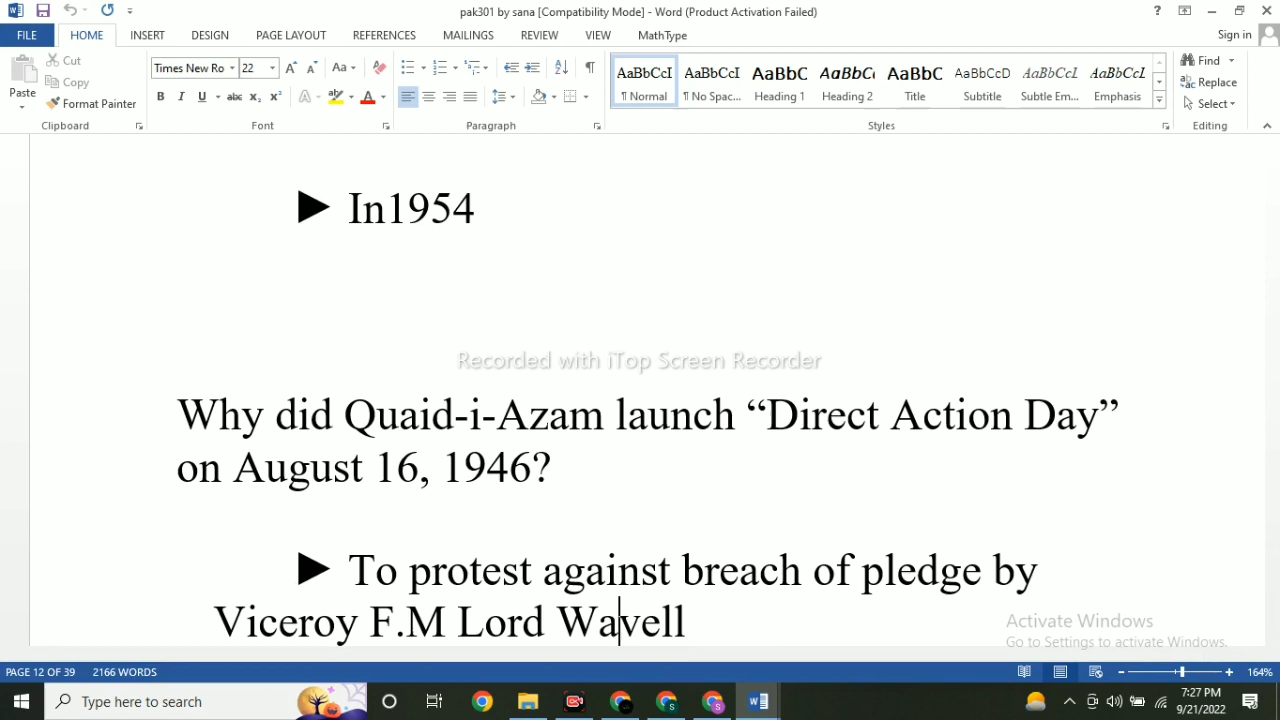 pak301 by sana [Compatibility Mode] - Word (Product Activation Failed)
FILE HOME INSERT DESIGN PAGE LAYOUT REFERENCES MAILINGS REVIEW VIEW MathType Sign in
Paste
Cut
Copy
Format Painter
Clipboard
Times New Ro 22
Font
Paragraph
AaBbCcI AaBbCcI AaBbC AaBbCc AaBbC AaBbCcD AaBbCcI AaBbCcI
¶ Normal ¶ No Spac... Heading 1 Heading 2 Title Subtitle Subtle Em... Emphasis
Styles
Find
Replace
Select
Editing
► In1954
Recorded with iTop Screen Recorder
Why did Quaid-i-Azam launch “Direct Action Day”
on August 16, 1946?
► To protest against breach of pledge by
Viceroy F.M Lord Wavell
Activate Windows
Go to Settings to activate Windows.
PAGE 12 OF 39 2166 WORDS 164%
Type here to search
7:27 PM
9/21/2022